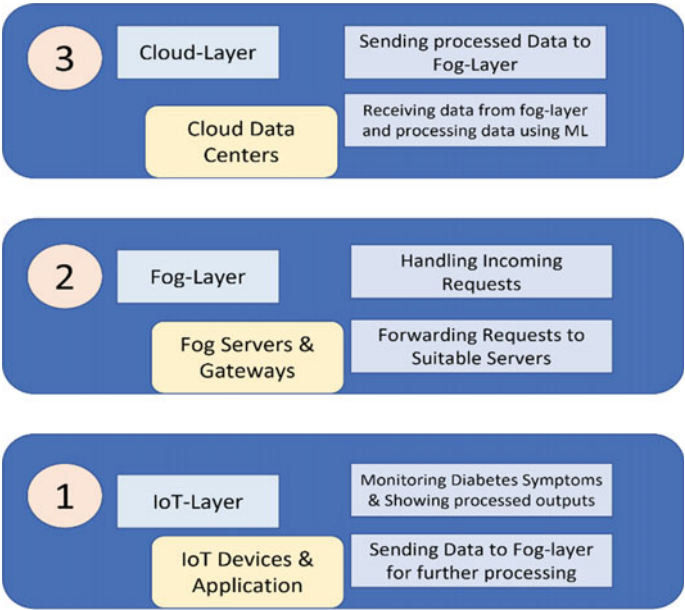 3
Cloud-Layer
Cloud Data
Centers
Sending processed Data to
Fog-Layer
Receiving data from fog-layer
and processing data using ML
2
Fog-Layer
Fog Servers &
Gateways
Handling Incoming
Requests
Forwarding Requests to
Suitable Servers
1
IoT-Layer
IoT Devices &
Application
Monitoring Diabetes Symptoms
& Showing processed outputs
Sending Data to Fog-layer
for further processing